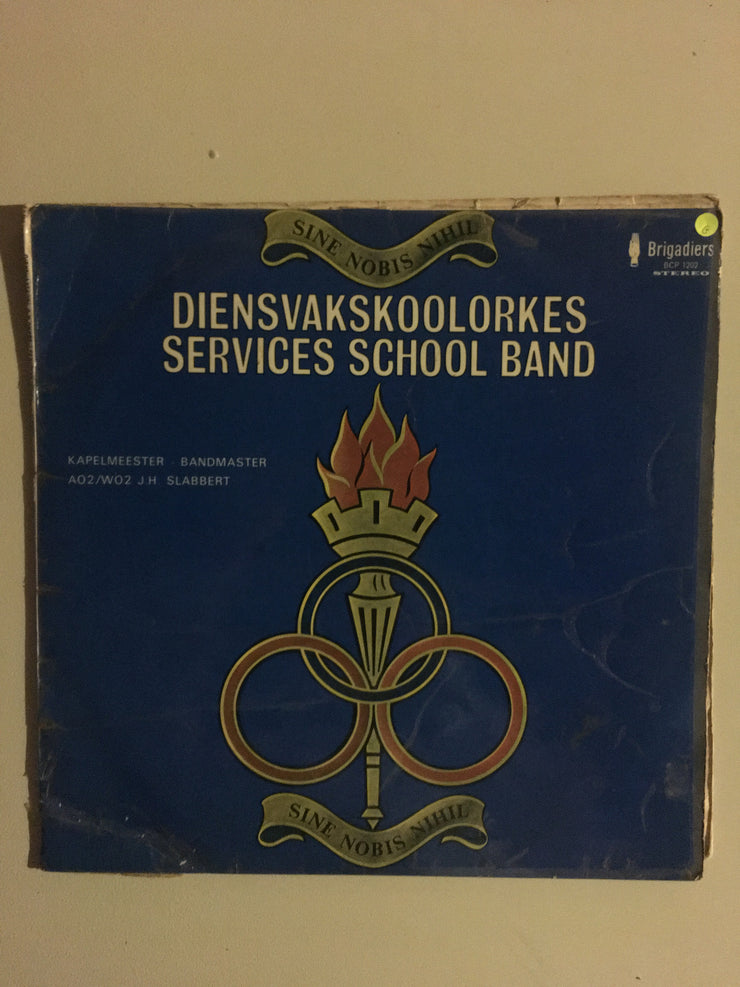 SINE NOBIS NIHIL
Brigadiers
BCP 1202
STEREO
DIENSVAKSKOOLORKES
SERVICES SCHOOL BAND
KAPELMEESTER · BANDMASTER
AO2/WO2 J.H SLABBERT
SINE NOBIS NIHIL